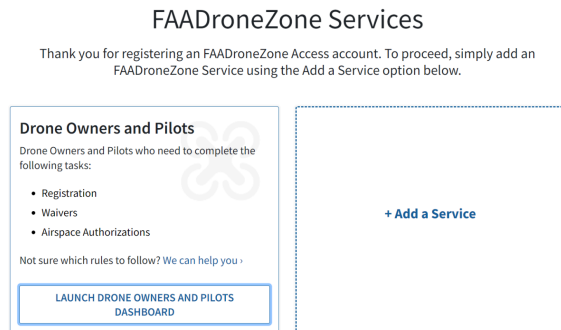 FAADroneZone Services
Thank you for registering an FAADroneZone Access account. To proceed, simply add an
FAADroneZone Service using the Add a Service option below.
Drone Owners and Pilots
Drone Owners and Pilots who need to complete the
following tasks:
• Registration
• Waivers
• Airspace Authorizations
Not sure which rules to follow? We can help you ›
LAUNCH DRONE OWNERS AND PILOTS
DASHBOARD
+ Add a Service